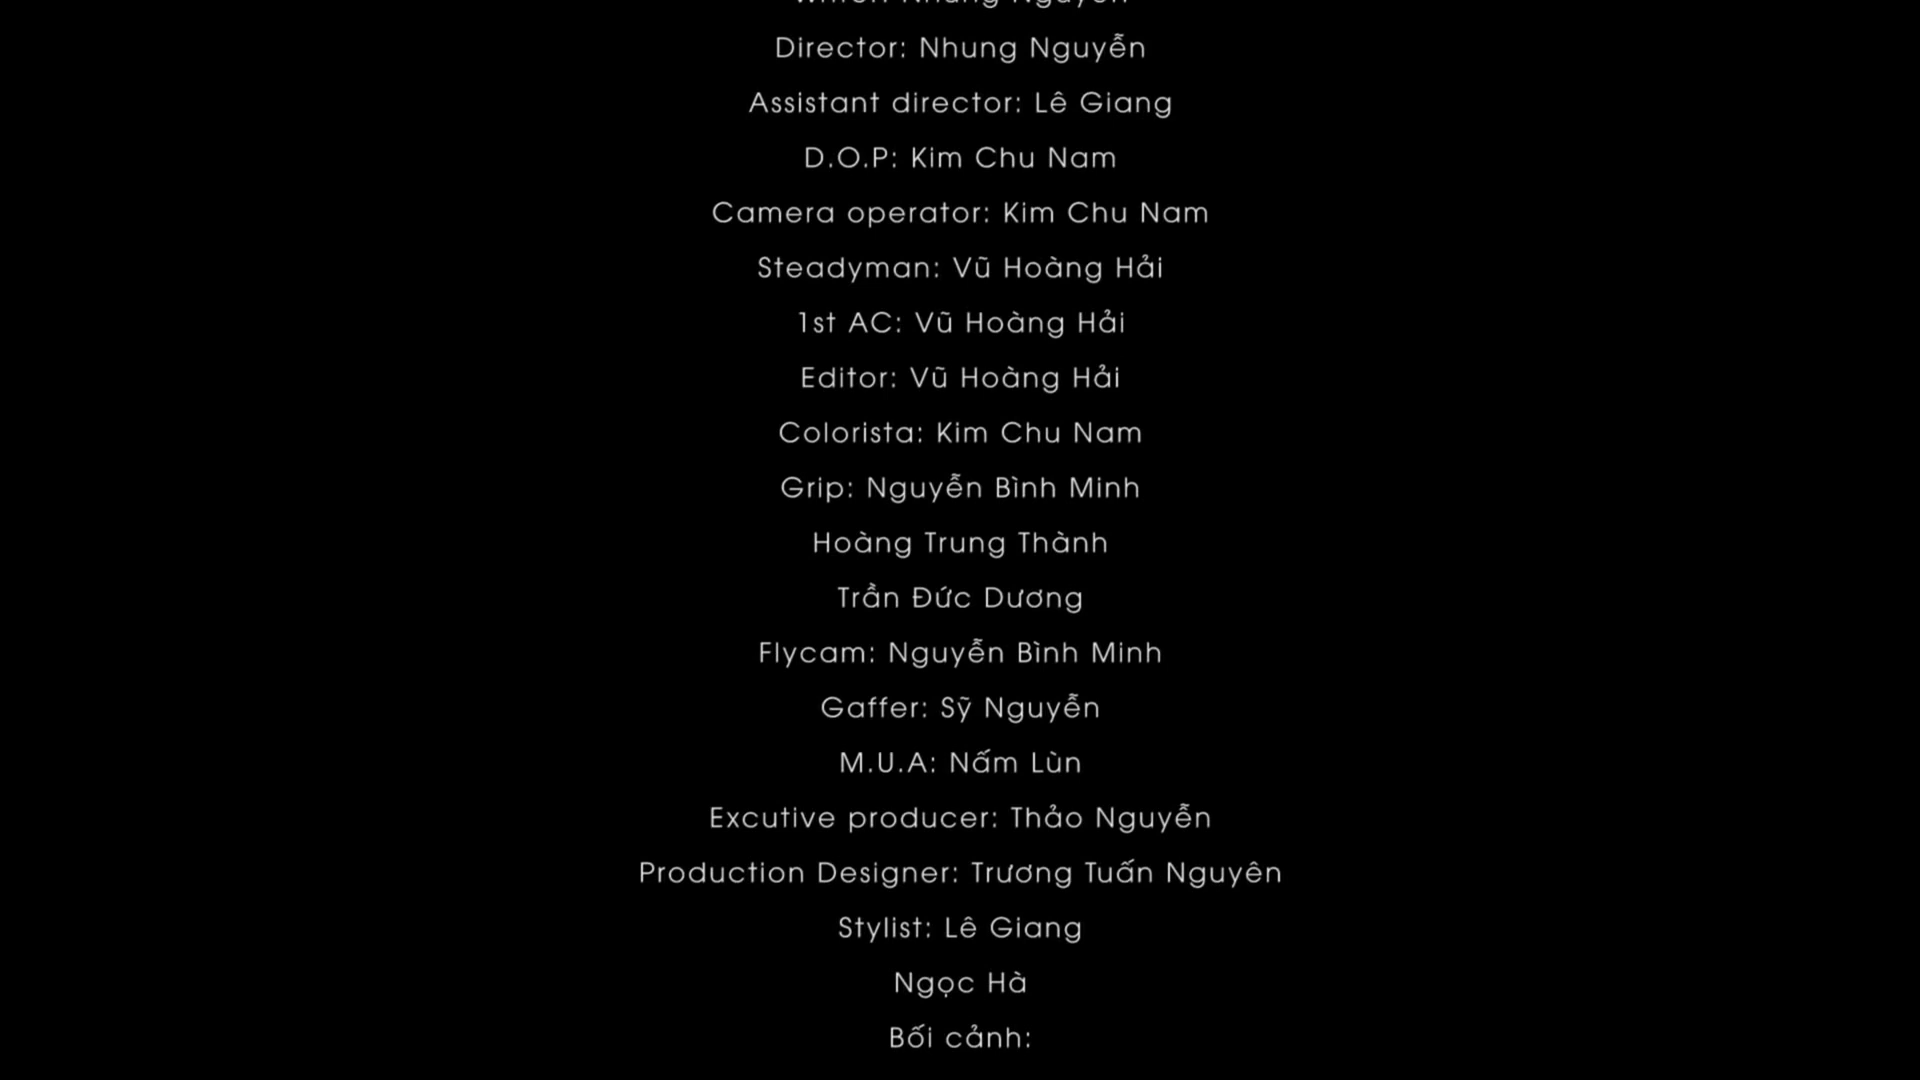 Nhung Nguyễn
Director: Nhung Nguyễn
Assistant director: Lê Giang
D.O.P: Kim Chu Nam
Camera operator: Kim Chu Nam
Steadyman: Vũ Hoàng Hải
1st AC: Vũ Hoàng Hải
Editor: Vũ Hoàng Hải
Colorista: Kim Chu Nam
Grip: Nguyễn Bình Minh
Hoàng Trung Thành
Trần Đức Dương
Flycam: Nguyễn Bình Minh
Gaffer: Sỹ Nguyễn
M.U.A: Nấm Lùn
Excutive producer: Thảo Nguyễn
Production Designer: Trương Tuấn Nguyên
Stylist: Lê Giang
Ngọc Hà
Bối cảnh: